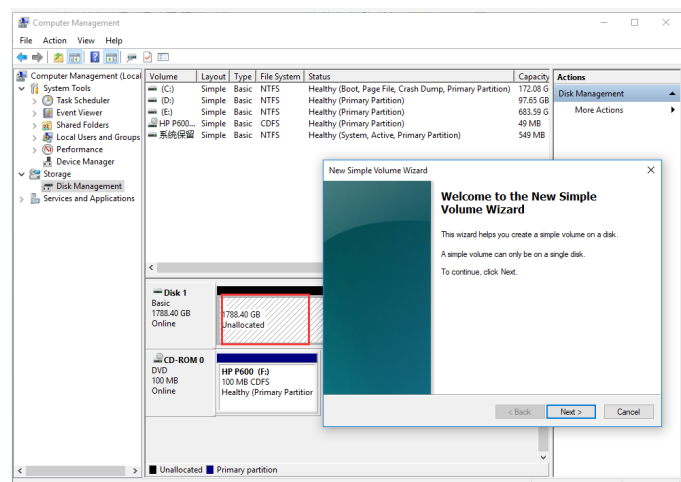 Computer Management
File Action View Help
Computer Management (Local
System Tools
Task Scheduler
Event Viewer
Shared Folders
Local Users and Groups
Performance
Device Manager
Storage
Disk Management
Services and Applications
Volume Layout Type File System Status Capacity
(C:) Simple Basic NTFS Healthy (Boot, Page File, Crash Dump, Primary Partition) 172.08 G
(D:) Simple Basic NTFS Healthy (Primary Partition) 97.65 GB
(E:) Simple Basic NTFS Healthy (Primary Partition) 683.59 G
HP P600... Simple Basic CDFS Healthy (Primary Partition) 49 MB
系统保留 Simple Basic NTFS Healthy (System, Active, Primary Partition) 549 MB
Actions
Disk Management
More Actions
New Simple Volume Wizard
Welcome to the New Simple
Volume Wizard
This wizard helps you create a simple volume on a disk.
A simple volume can only be on a single disk.
To continue, click Next.
< Back Next > Cancel
Disk 1
Basic
1788.40 GB
Online
1788.40 GB
Unallocated
CD-ROM 0
DVD
100 MB
Online
HP P600 (F:)
100 MB CDFS
Healthy (Primary Partitior
Unallocated Primary partition